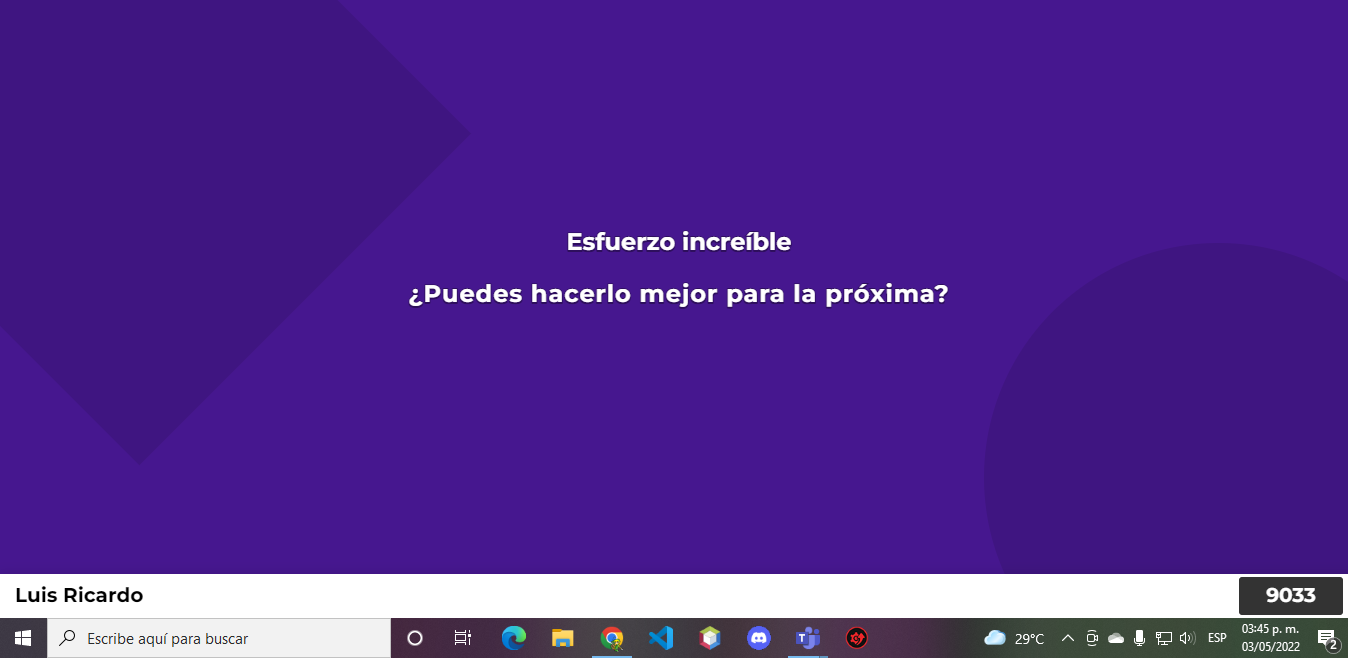 Esfuerzo increíble
¿Puedes hacerlo mejor para la próxima?
Luis Ricardo
9033
Escribe aquí para buscar
29°C
ESP
03:45 p. m.
03/05/2022
2